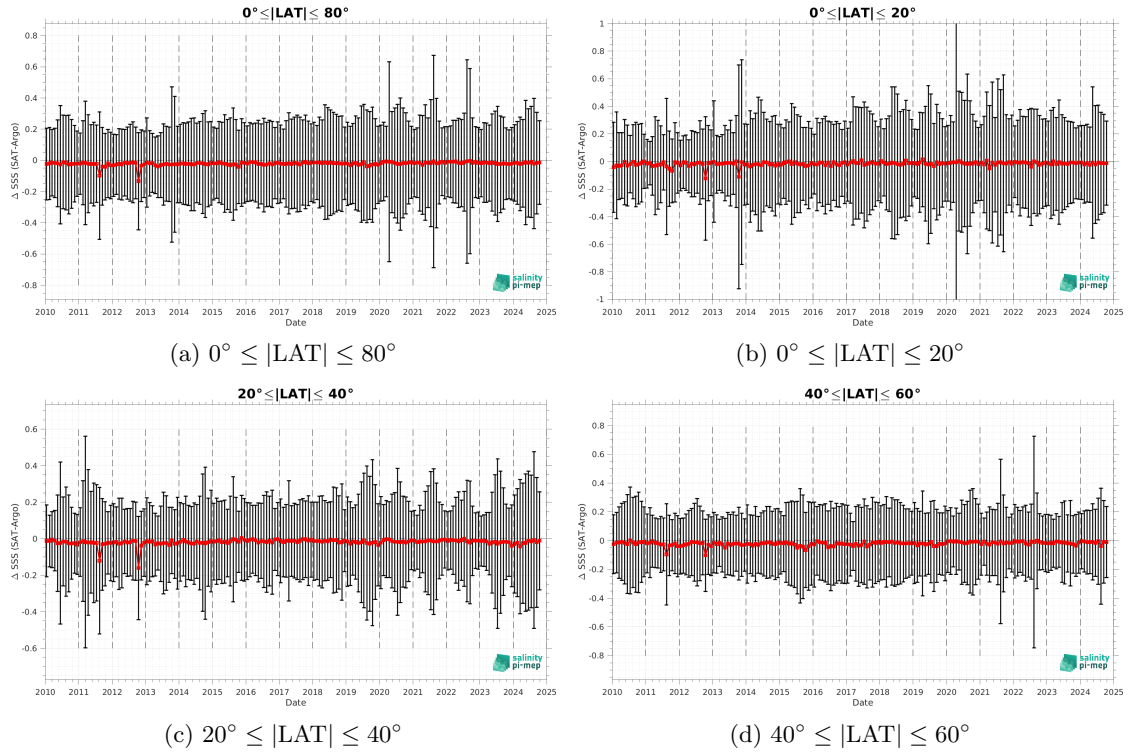 0°≤|LAT|≤ 80°
0.8
0.6
0.4
0.2
0
-0.2
-0.4
-0.6
-0.8
Δ SSS (SAT-Argo)
salinity
pi-mep
2010 2011 2012 2013 2014 2015 2016 2017 2018 2019 2020 2021 2022 2023 2024 2025
Date
(a) 0° ≤ |LAT| ≤ 80°
0°≤|LAT|≤ 20°
1
0.8
0.6
0.4
0.2
0
-0.2
-0.4
-0.6
-0.8
-1
Δ SSS (SAT-Argo)
salinity
pi-mep
2010 2011 2012 2013 2014 2015 2016 2017 2018 2019 2020 2021 2022 2023 2024 2025
Date
(b) 0° ≤ |LAT| ≤ 20°
20°≤|LAT|≤ 40°
0.6
0.4
0.2
0
-0.2
-0.4
-0.6
Δ SSS (SAT-Argo)
salinity
pi-mep
2010 2011 2012 2013 2014 2015 2016 2017 2018 2019 2020 2021 2022 2023 2024 2025
Date
(c) 20° ≤ |LAT| ≤ 40°
40°≤|LAT|≤ 60°
0.8
0.6
0.4
0.2
0
-0.2
-0.4
-0.6
-0.8
Δ SSS (SAT-Argo)
salinity
pi-mep
2010 2011 2012 2013 2014 2015 2016 2017 2018 2019 2020 2021 2022 2023 2024 2025
Date
(d) 40° ≤ |LAT| ≤ 60°